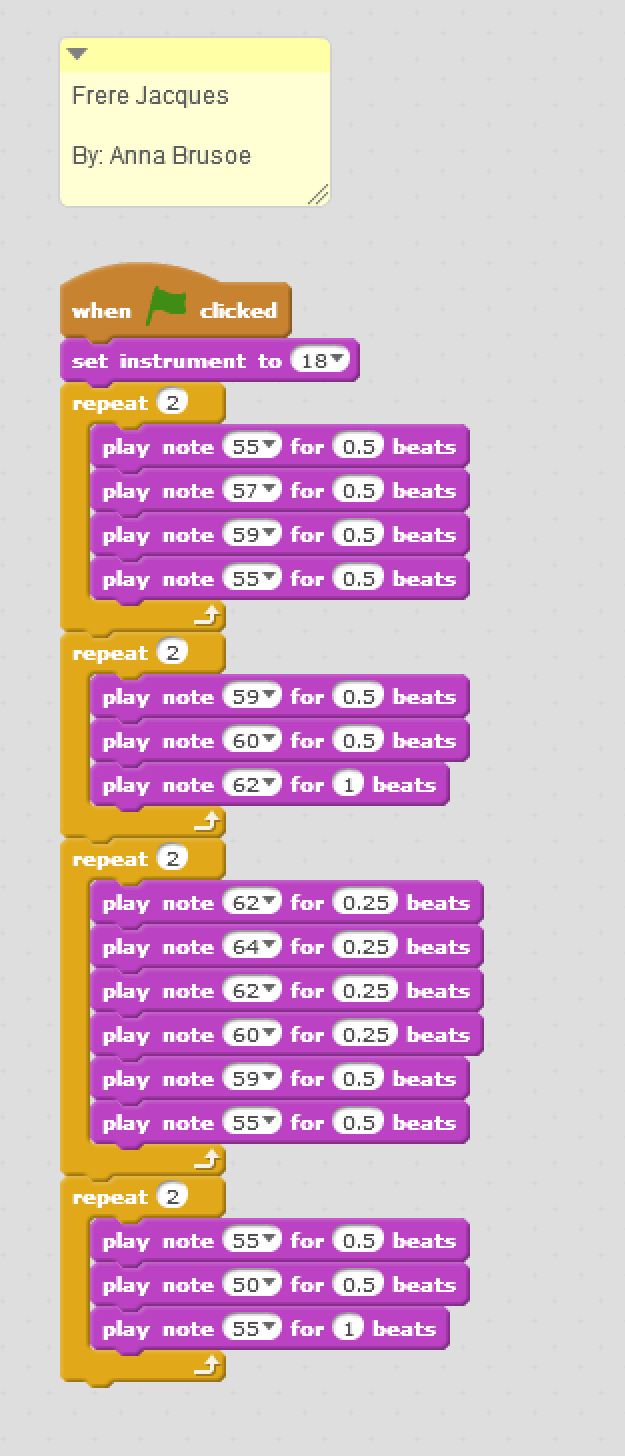 Frere Jacques
By: Anna Brusoe
when clicked
set instrument to 18
repeat 2
play note 55 for 0.5 beats
play note 57 for 0.5 beats
play note 59 for 0.5 beats
play note 55 for 0.5 beats
repeat 2
play note 59 for 0.5 beats
play note 60 for 0.5 beats
play note 62 for 1 beats
repeat 2
play note 62 for 0.25 beats
play note 64 for 0.25 beats
play note 62 for 0.25 beats
play note 60 for 0.25 beats
play note 59 for 0.5 beats
play note 55 for 0.5 beats
repeat 2
play note 55 for 0.5 beats
play note 50 for 0.5 beats
play note 55 for 1 beats